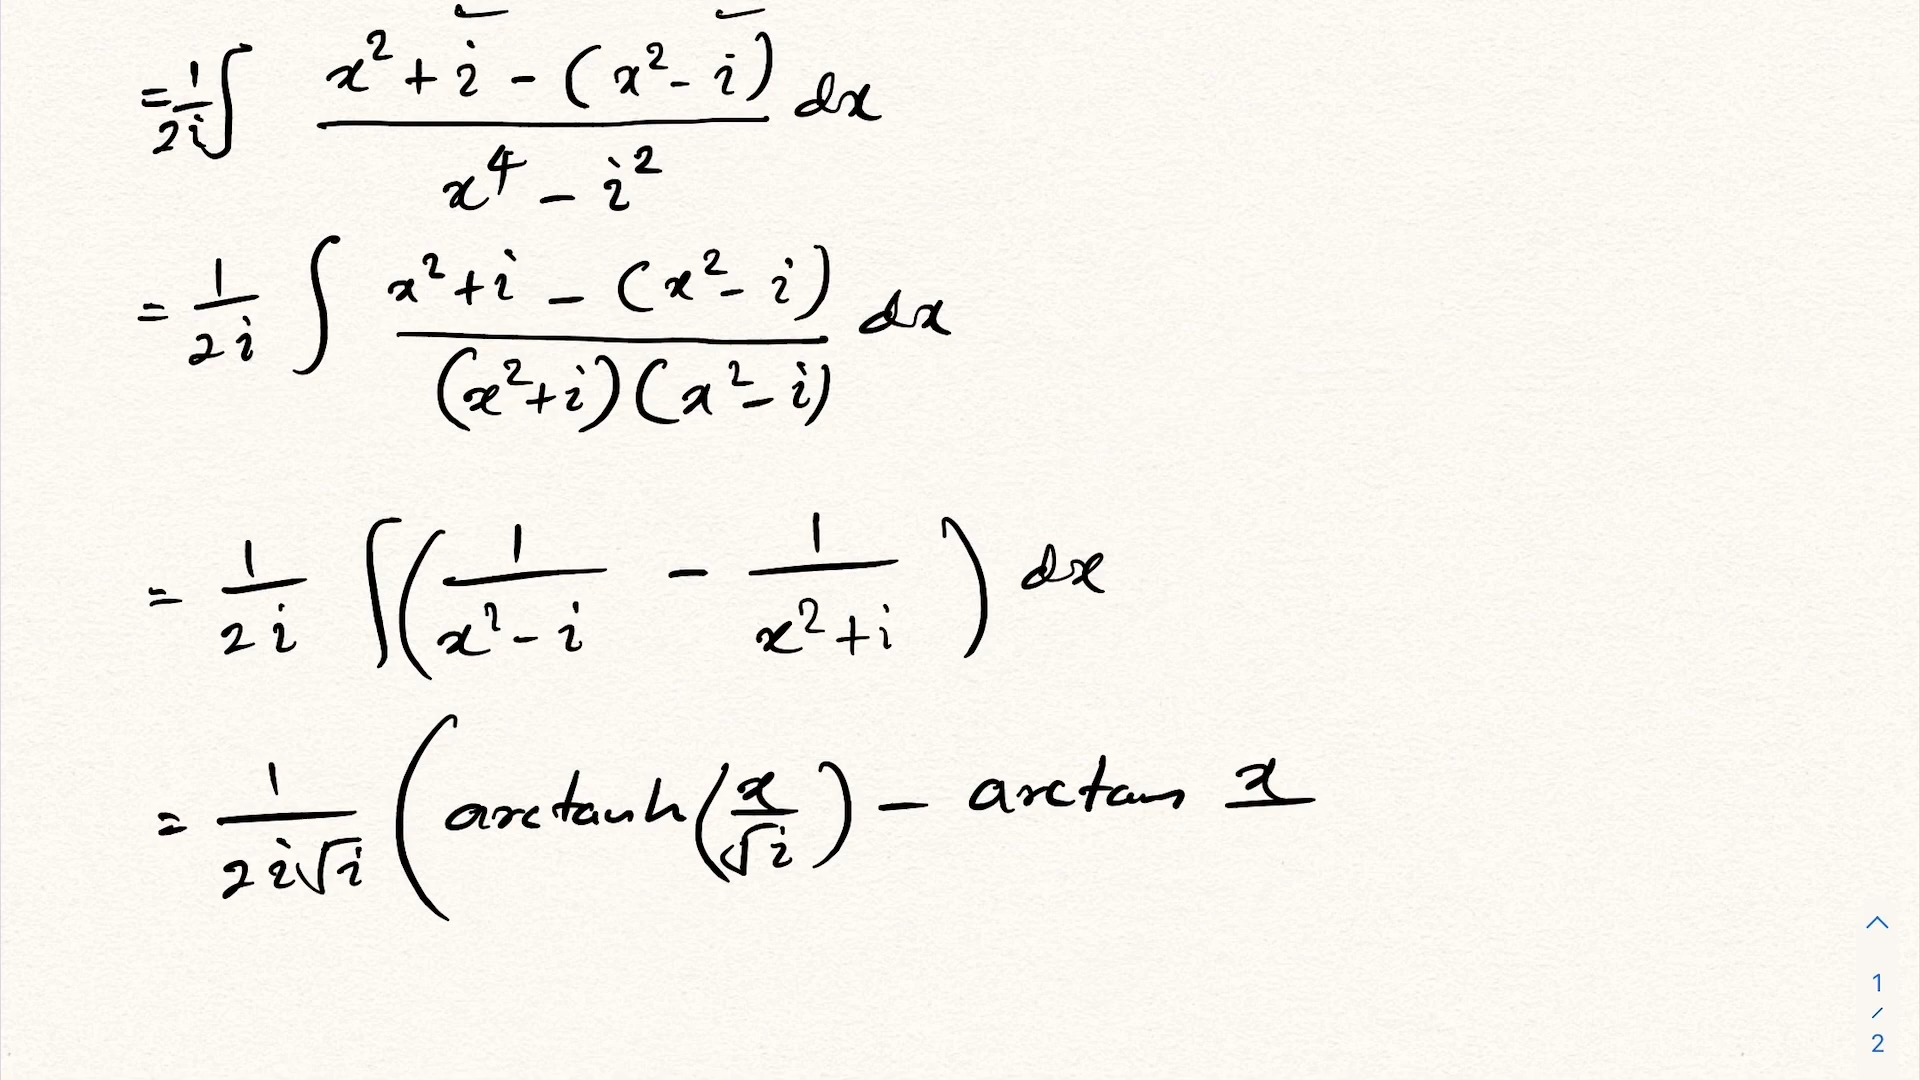 = 1/2i ∫ (x² + i - (x² - i))/(x⁴ - i²) dx
= 1/2i ∫ (x² + i - (x² - i))/((x² + i)(x² - i)) dx
= 1/2i ∫ (1/(x² - i) - 1/(x² + i)) dx
= 1/(2i√i) (arctanh(x/√i) - arctan x/
1
/
2